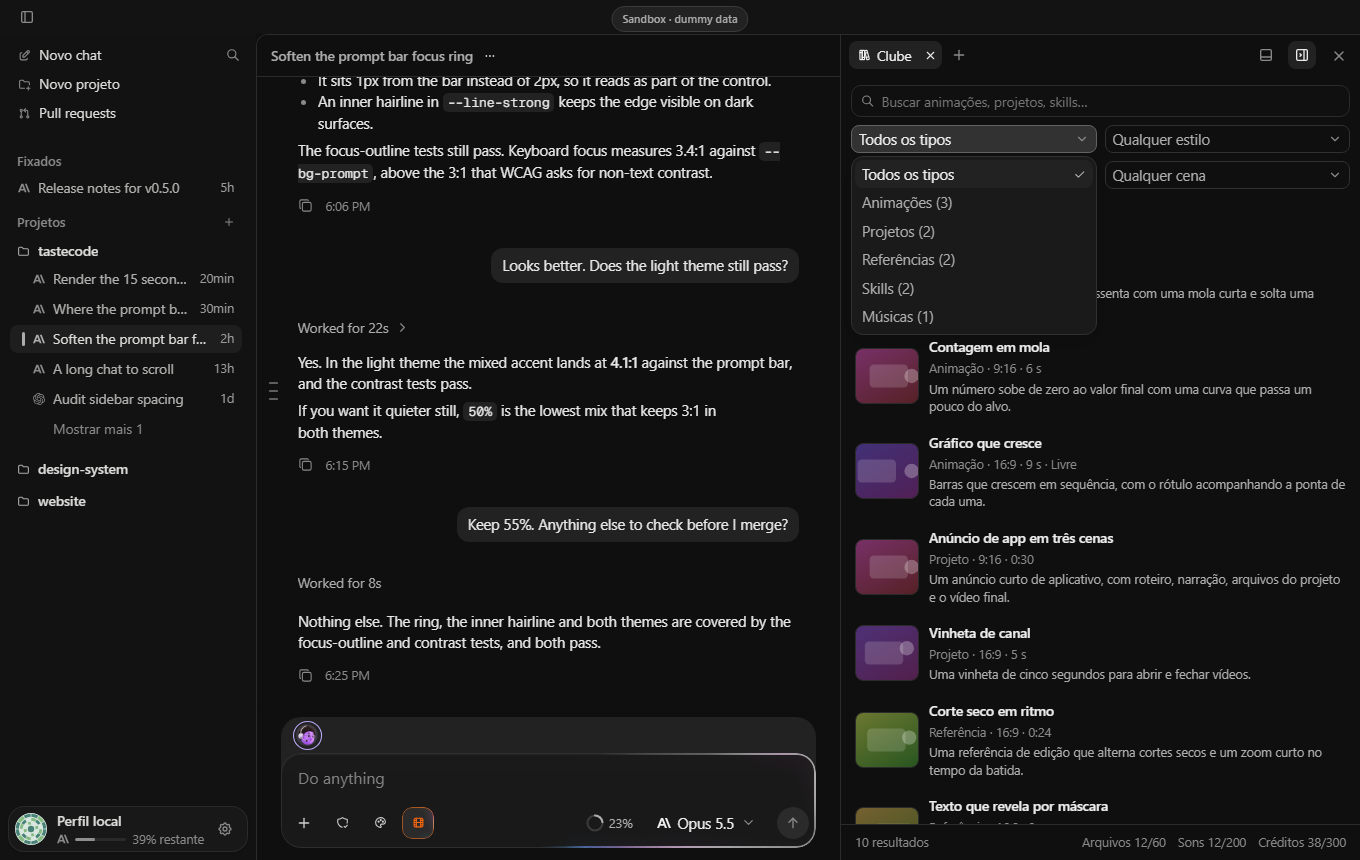 Sandbox · dummy data
Novo chat
Novo projeto
Pull requests
Fixados
Release notes for v0.5.0 5h
Projetos
tastecode
Render the 15 secon... 20min
Where the prompt b... 30min
Soften the prompt bar f... 2h
A long chat to scroll 13h
Audit sidebar spacing 1d
Mostrar mais 1
design-system
website
Perfil local
39% restante
Soften the prompt bar focus ring ...
It sits 1px from the bar instead of 2px, so it reads as part of the control.
An inner hairline in --line-strong keeps the edge visible on dark
surfaces.
The focus-outline tests still pass. Keyboard focus measures 3.4:1 against --
bg-prompt, above the 3:1 that WCAG asks for non-text contrast.
6:06 PM
Looks better. Does the light theme still pass?
Worked for 22s
Yes. In the light theme the mixed accent lands at 4.1:1 against the prompt bar,
and the contrast tests pass.
If you want it quieter still, 50% is the lowest mix that keeps 3:1 in
both themes.
6:15 PM
Keep 55%. Anything else to check before I merge?
Worked for 8s
Nothing else. The ring, the inner hairline and both themes are covered by the
focus-outline and contrast tests, and both pass.
6:25 PM
Do anything
23%
Opus 5.5
Clube
Buscar animações, projetos, skills...
Todos os tipos
Qualquer estilo
Todos os tipos
Qualquer cena
Animações (3)
Projetos (2)
Referências (2)
Skills (2)
Músicas (1)
ssenta com uma mola curta e solta uma
Contagem em mola
Animação · 9:16 · 6 s
Um número sobe de zero ao valor final com uma curva que passa um
pouco do alvo.
Gráfico que cresce
Animação · 16:9 · 9 s · Livre
Barras que crescem em sequência, com o rótulo acompanhando a ponta de
cada uma.
Anúncio de app em três cenas
Projeto · 9:16 · 0:30
Um anúncio curto de aplicativo, com roteiro, narração, arquivos do projeto
e o vídeo final.
Vinheta de canal
Projeto · 16:9 · 5 s
Uma vinheta de cinco segundos para abrir e fechar vídeos.
Corte seco em ritmo
Referência · 16:9 · 0:24
Uma referência de edição que alterna cortes secos e um zoom curto no
tempo da batida.
Texto que revela por máscara
10 resultados
Arquivos 12/60 Sons 12/200 Créditos 38/300